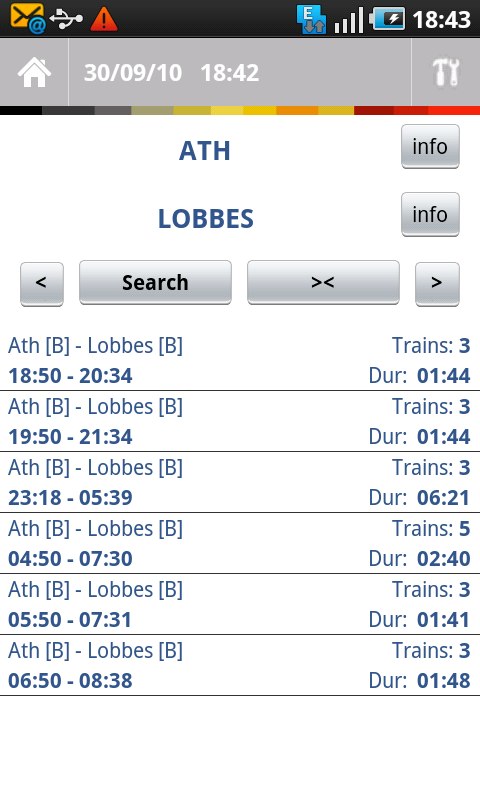 E 18:43
30/09/10 18:42
ATH info
LOBBES info
< Search >< >
Ath [B] - Lobbes [B] Trains: 3
18:50 - 20:34 Dur: 01:44
Ath [B] - Lobbes [B] Trains: 3
19:50 - 21:34 Dur: 01:44
Ath [B] - Lobbes [B] Trains: 3
23:18 - 05:39 Dur: 06:21
Ath [B] - Lobbes [B] Trains: 5
04:50 - 07:30 Dur: 02:40
Ath [B] - Lobbes [B] Trains: 3
05:50 - 07:31 Dur: 01:41
Ath [B] - Lobbes [B] Trains: 3
06:50 - 08:38 Dur: 01:48